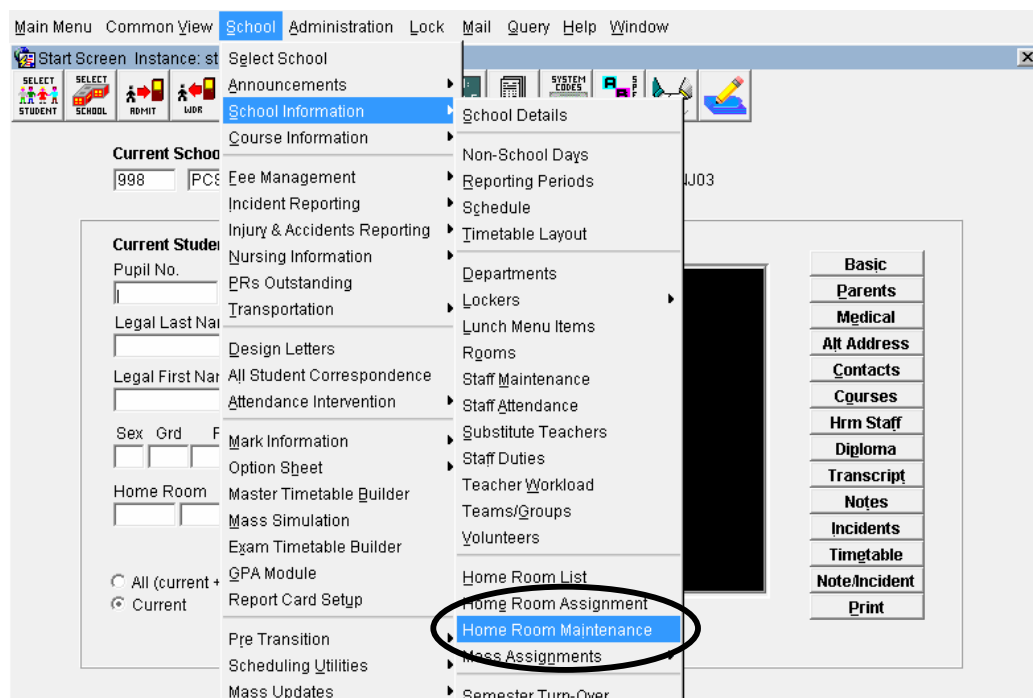 Main Menu Common View School Administration Lock Mail Query Help Window
Start Screen Instance: st
SELECT STUDENT
SELECT SCHOOL
ADMIT
WDR
SYSTEM CODES
Current Schoo
998 PCS
NJ03
Current Stude
Pupil No.
Legal Last Nar
Legal First Nar
Sex Grd F
Home Room
All (current +
Current
Select School
Announcements
School Information
Course Information
Fee Management
Incident Reporting
Injury & Accidents Reporting
Nursing Information
PRs Outstanding
Transportation
Design Letters
All Student Correspondence
Attendance Intervention
Mark Information
Option Sheet
Master Timetable Builder
Mass Simulation
Exam Timetable Builder
GPA Module
Report Card Setup
Pre Transition
Scheduling Utilities
Mass Updates
School Details
Non-School Days
Reporting Periods
Schedule
Timetable Layout
Departments
Lockers
Lunch Menu Items
Rooms
Staff Maintenance
Staff Attendance
Substitute Teachers
Staff Duties
Teacher Workload
Teams/Groups
Volunteers
Home Room List
Home Room Assignment
Home Room Maintenance
Mass Assignments
Semester Turn-Over
Basic
Parents
Medical
Alt Address
Contacts
Courses
Hrm Staff
Diploma
Transcript
Notes
Incidents
Timetable
Note/Incident
Print